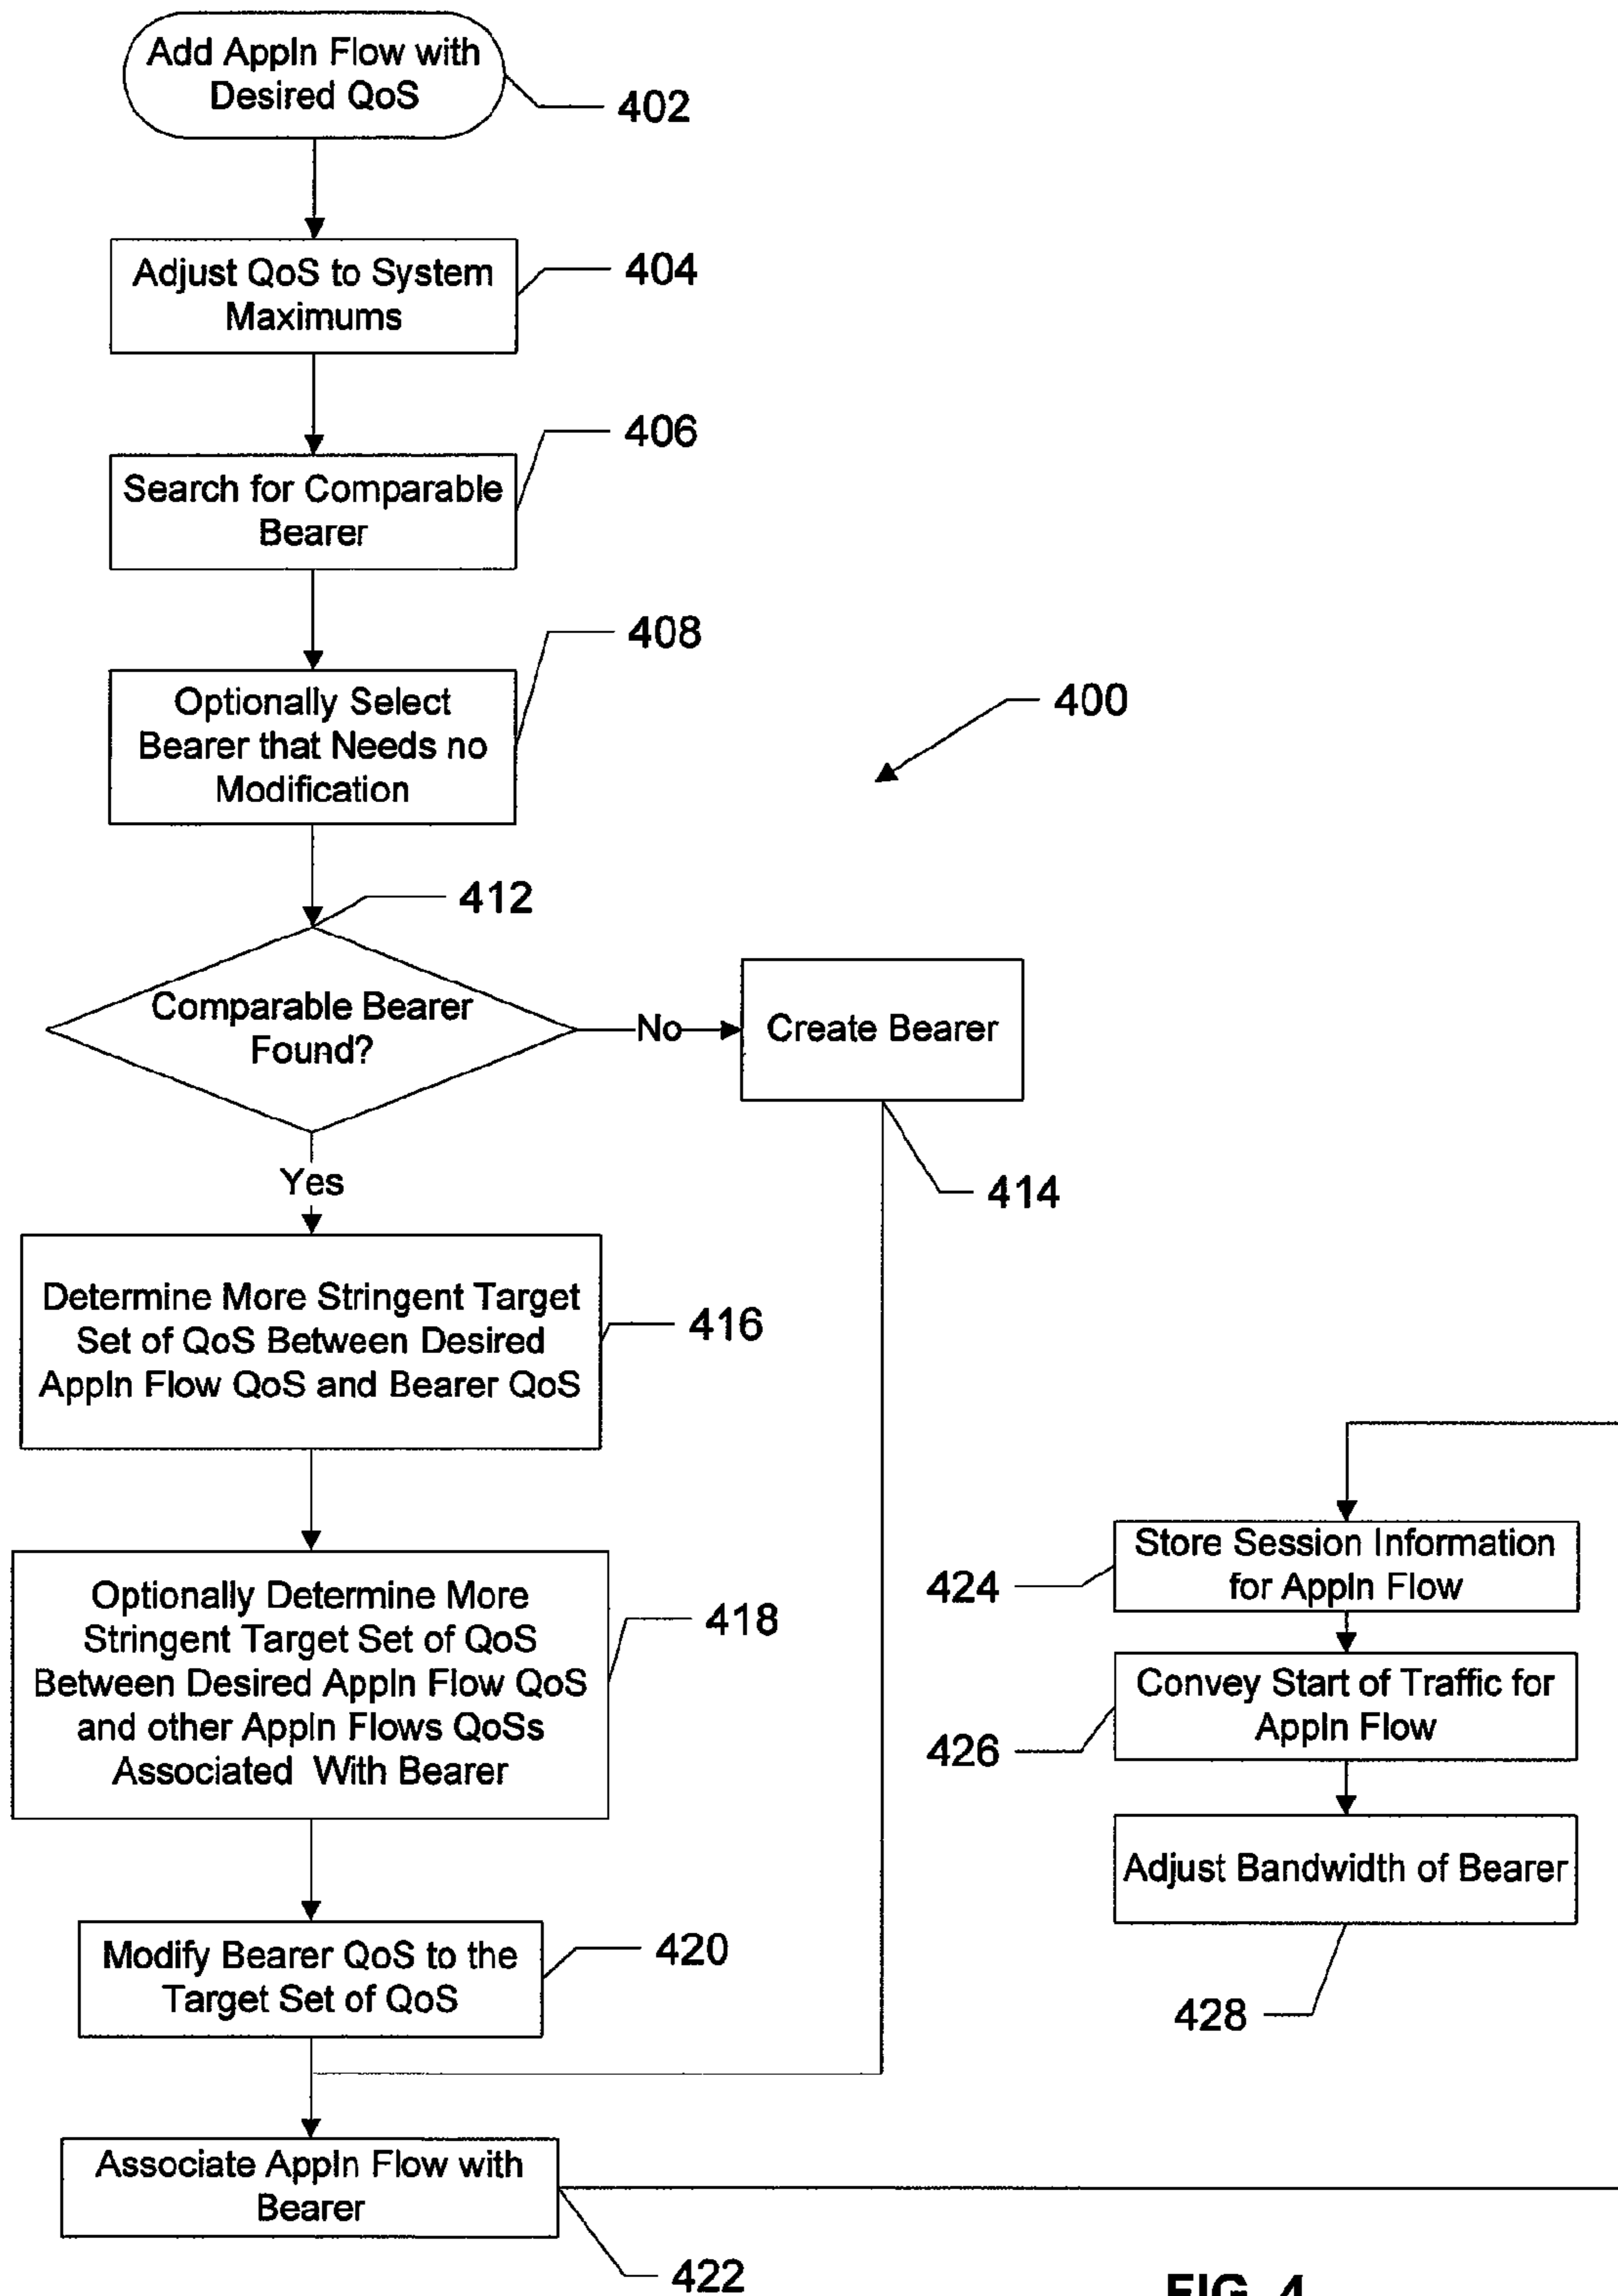 Add Appln Flow with
Desired QoS
402
Adjust QoS to System
Maximums
404
Search for Comparable
Bearer
406
Optionally Select
Bearer that Needs no
Modification
408
400
412
Comparable Bearer
Found?
No
Create Bearer
414
Yes
Determine More Stringent Target
Set of QoS Between Desired
Appln Flow QoS and Bearer QoS
416
Optionally Determine More
Stringent Target Set of QoS
Between Desired Appln Flow QoS
and other Appln Flows QoSs
Associated With Bearer
418
Modify Bearer QoS to the
Target Set of QoS
420
Associate Appln Flow with
Bearer
422
Store Session Information
for Appln Flow
424
Convey Start of Traffic for
Appln Flow
426
Adjust Bandwidth of Bearer
428
FIG. 4